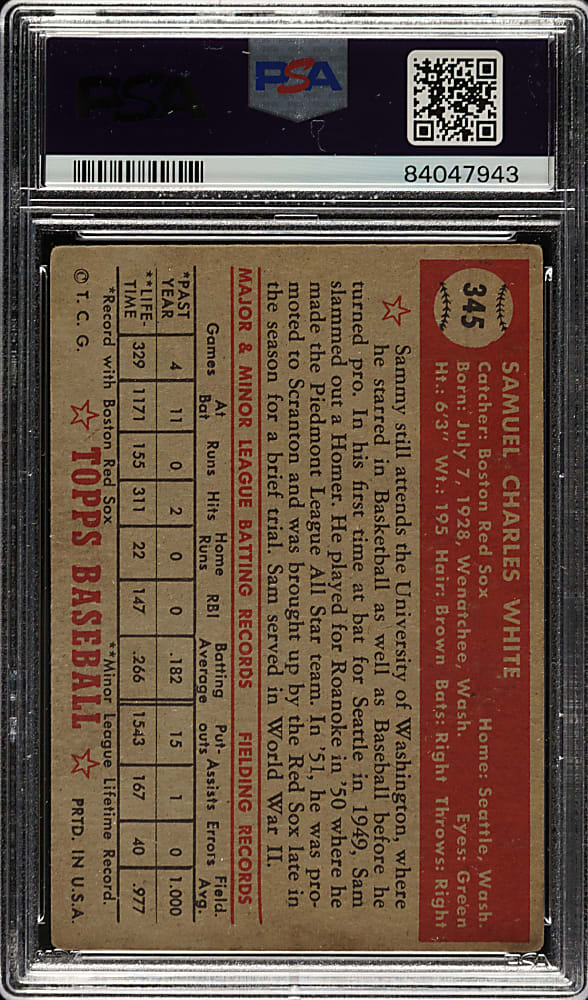 PSA
PSA
84047943
345
SAMUEL CHARLES WHITE
Catcher: Boston Red Sox Home: Seattle, Wash.
Born: July 7, 1928, Wenatchee, Wash. Eyes: Green
Ht.: 6'3" Wt.: 195 Hair: Brown Bats: Right Throws: Right
Sammy still attends the University of Washington, where
he starred in Basketball as well as Baseball before he
turned pro. In his first time at bat for Seattle in 1949, Sam
slammed out a Homer. He played for Roanoke in '50 where he
made the Piedmont League All Star team. In '51, he was pro-
moted to Scranton and was brought up by the Red Sox late in
the season for a brief trial. Sam served in World War II.
MAJOR & MINOR LEAGUE BATTING RECORDS FIELDING RECORDS
Games At Bat Runs Hits Home Runs RBI Batting Average Put-outs Assists Errors Field. Avg.
*PAST YEAR 4 11 0 2 0 0 .182 15 1 0 1.000
**LIFE-TIME 329 1171 155 311 22 147 .266 1543 167 40 .977
*Record with Boston Red Sox **Minor League Lifetime Record.
© T. C. G. TOPPS BASEBALL PRTD. IN U.S.A.
PSA